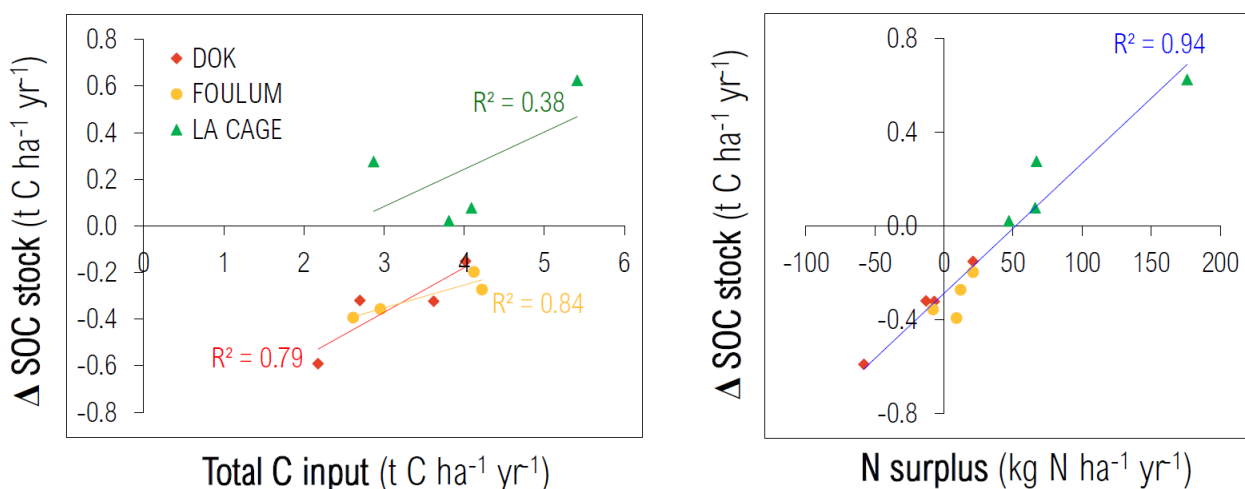 0.8
0.6
0.4
0.2
0.0
-0.2
-0.4
-0.6
-0.8
0 1 2 3 4 5 6
DOK
FOULUM
LA CAGE
R² = 0.38
R² = 0.84
R² = 0.79
Δ SOC stock (t C ha⁻¹ yr⁻¹)
Total C input (t C ha⁻¹ yr⁻¹)
0.8
0.4
0.0
-0.4
-0.8
-100 -50 0 50 100 150 200
R² = 0.94
Δ SOC stock (t C ha⁻¹ yr⁻¹)
N surplus (kg N ha⁻¹ yr⁻¹)